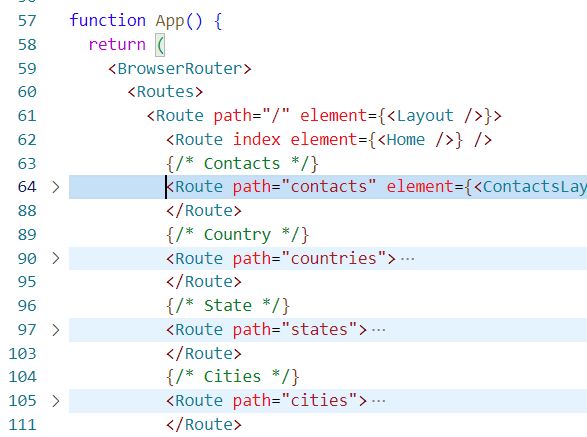 57 function App() {
58 return (
59 <BrowserRouter>
60 <Routes>
61 <Route path="/" element={<Layout />}>
62 <Route index element={<Home />} />
63 {/* Contacts */}
64 > <Route path="contacts" element={<ContactsLay
88 </Route>
89 {/* Country */}
90 > <Route path="countries">···
95 </Route>
96 {/* State */}
97 > <Route path="states">···
103 </Route>
104 {/* Cities */}
105 > <Route path="cities">···
111 </Route>